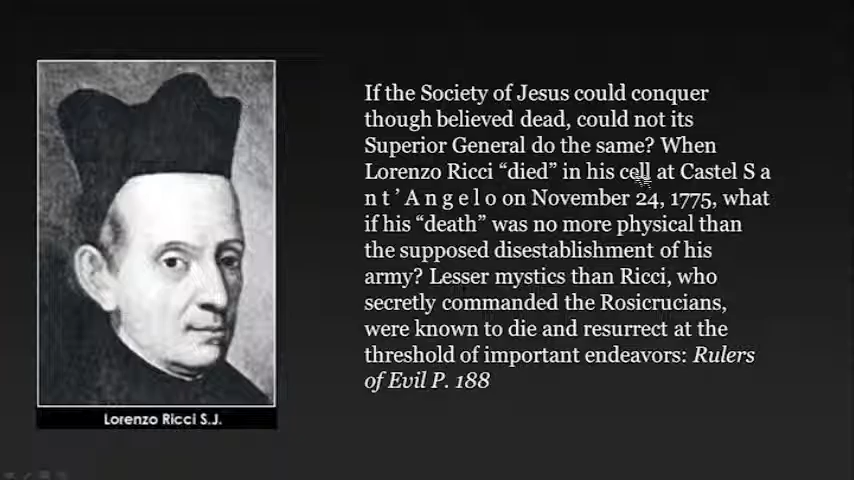 If the Society of Jesus could conquer
though believed dead, could not its
Superior General do the same? When
Lorenzo Ricci “died” in his cell at Castel S a
n t ’ A n g e l o on November 24, 1775, what
if his “death” was no more physical than
the supposed disestablishment of his
army? Lesser mystics than Ricci, who
secretly commanded the Rosicrucians,
were known to die and resurrect at the
threshold of important endeavors: Rulers
of Evil P. 188
Lorenzo Ricci S.J.